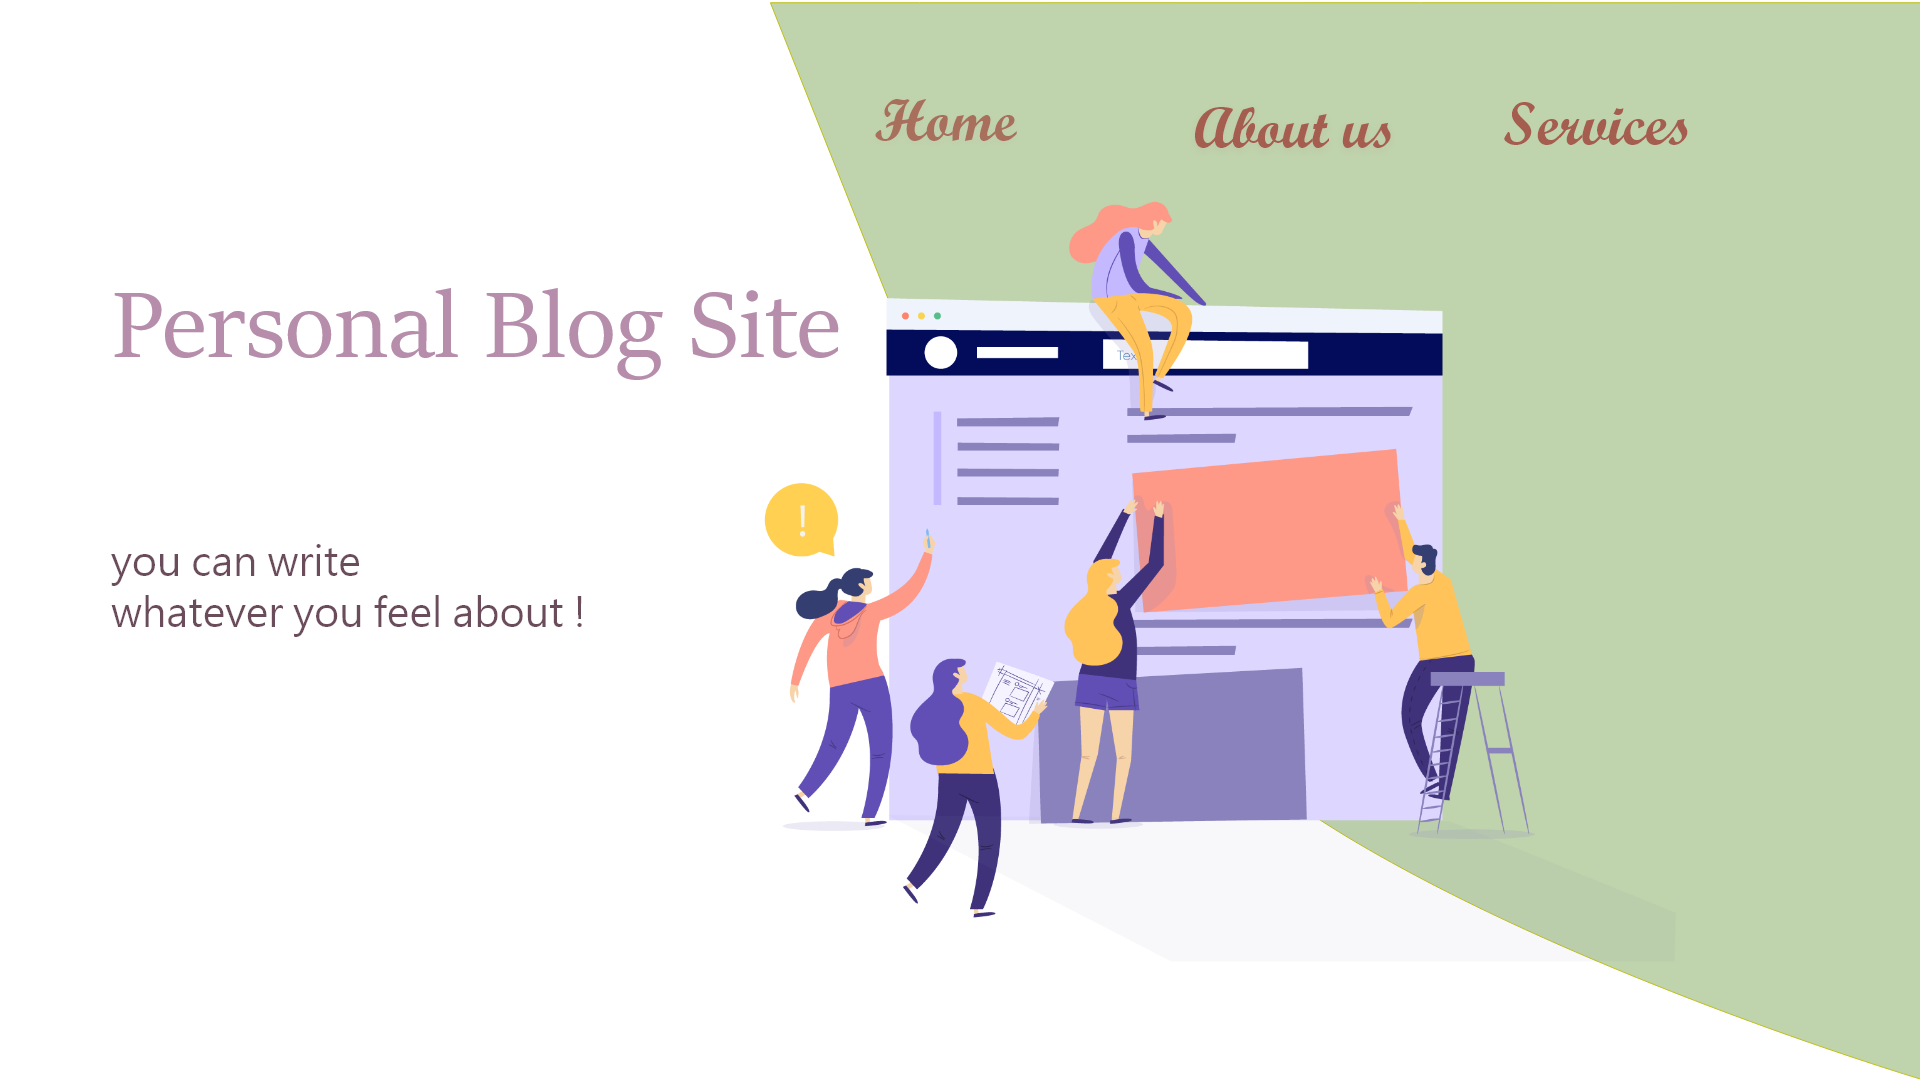 Home About us Services
Personal Blog Site
Tex
!
you can write
whatever you feel about !